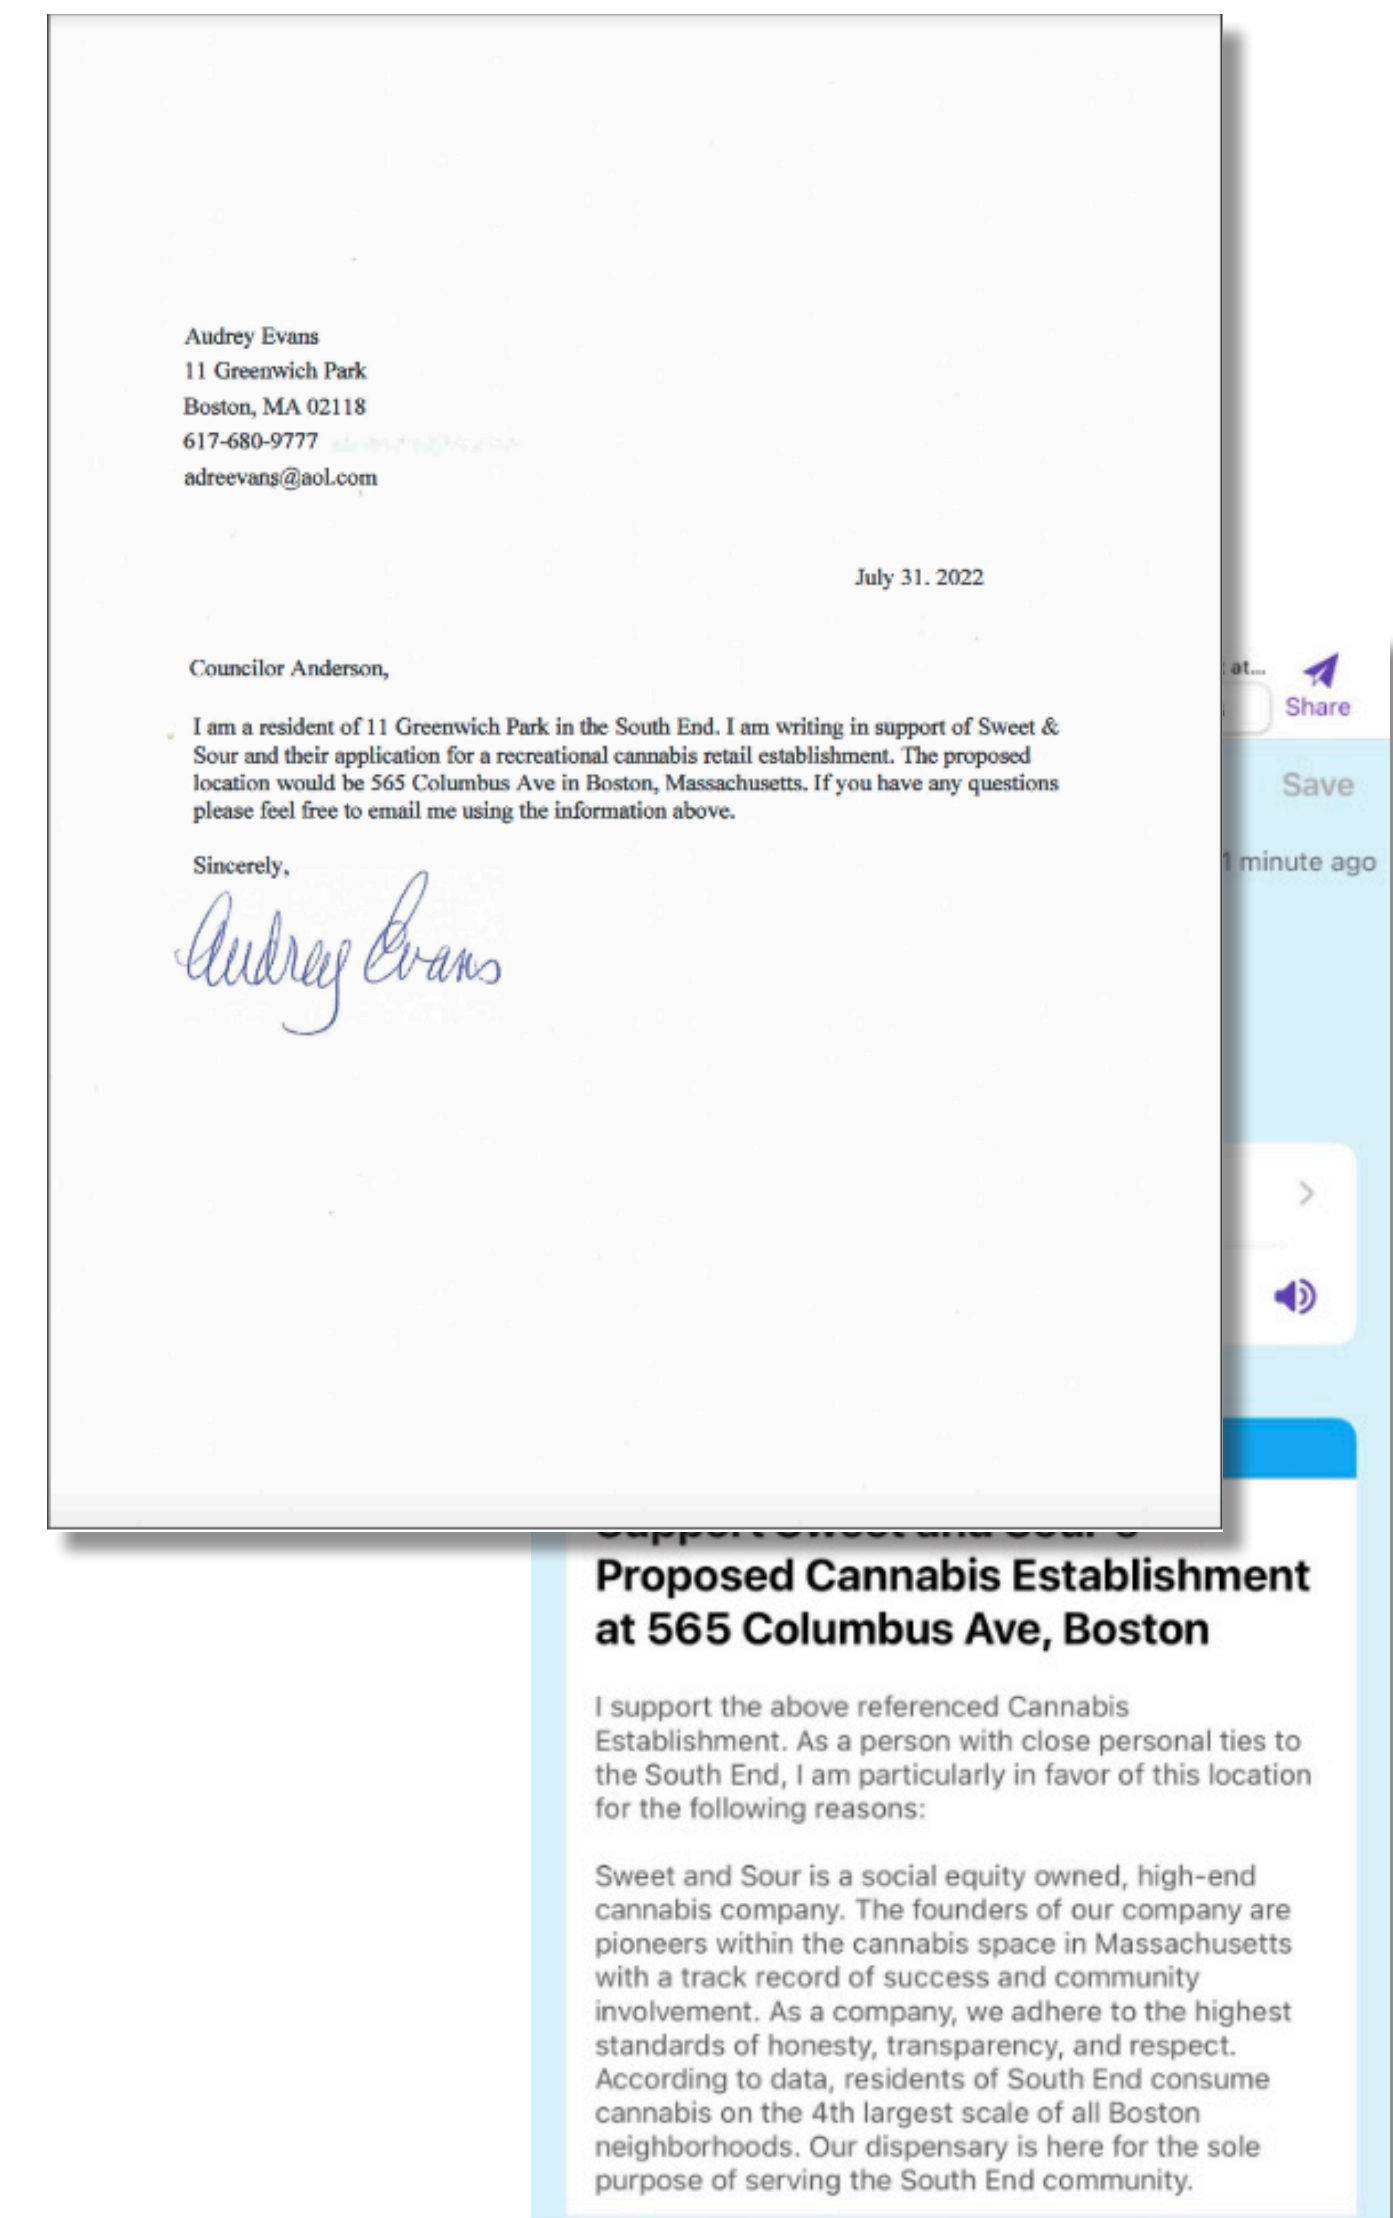 Audrey Evans
11 Greenwich Park
Boston, MA 02118
617-680-9777
adreevans@aol.com
July 31. 2022
Councilor Anderson,
I am a resident of 11 Greenwich Park in the South End. I am writing in support of Sweet &
Sour and their application for a recreational cannabis retail establishment. The proposed
location would be 565 Columbus Ave in Boston, Massachusetts. If you have any questions
please feel free to email me using the information above.
Sincerely,
Audrey Evans
at...
Share
Save
1 minute ago
Support Sweet and Sour's
Proposed Cannabis Establishment
at 565 Columbus Ave, Boston
I support the above referenced Cannabis
Establishment. As a person with close personal ties to
the South End, I am particularly in favor of this location
for the following reasons:
Sweet and Sour is a social equity owned, high-end
cannabis company. The founders of our company are
pioneers within the cannabis space in Massachusetts
with a track record of success and community
involvement. As a company, we adhere to the highest
standards of honesty, transparency, and respect.
According to data, residents of South End consume
cannabis on the 4th largest scale of all Boston
neighborhoods. Our dispensary is here for the sole
purpose of serving the South End community.